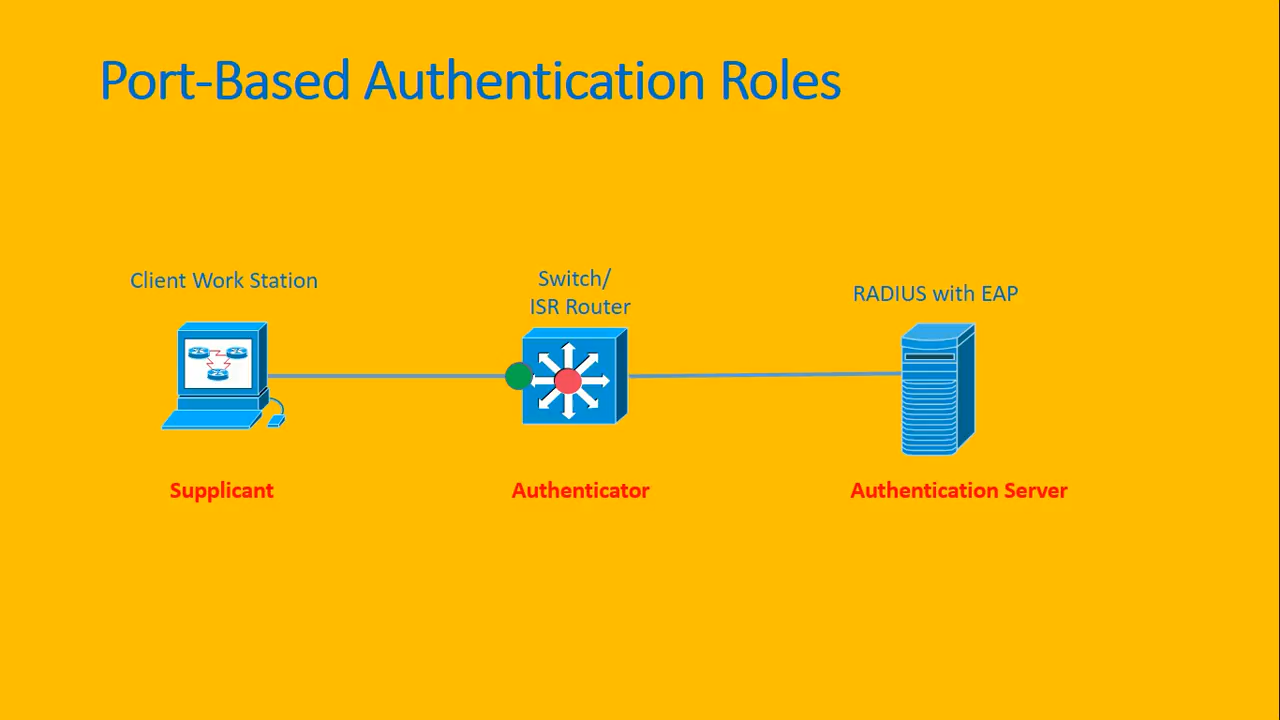 Port-Based Authentication Roles
Client Work Station
Switch/
ISR Router
RADIUS with EAP
Supplicant
Authenticator
Authentication Server